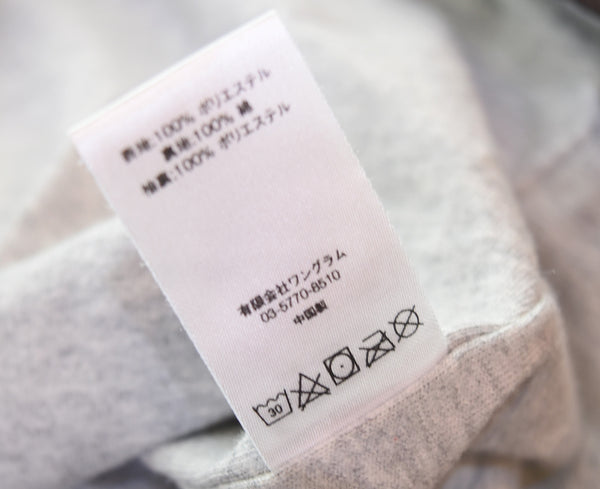 表地:100% ポリエステル
裏地:100% 綿
袖裏:100% ポリエステル
有限会社ワングラム
03-5770-8510
中国製
30